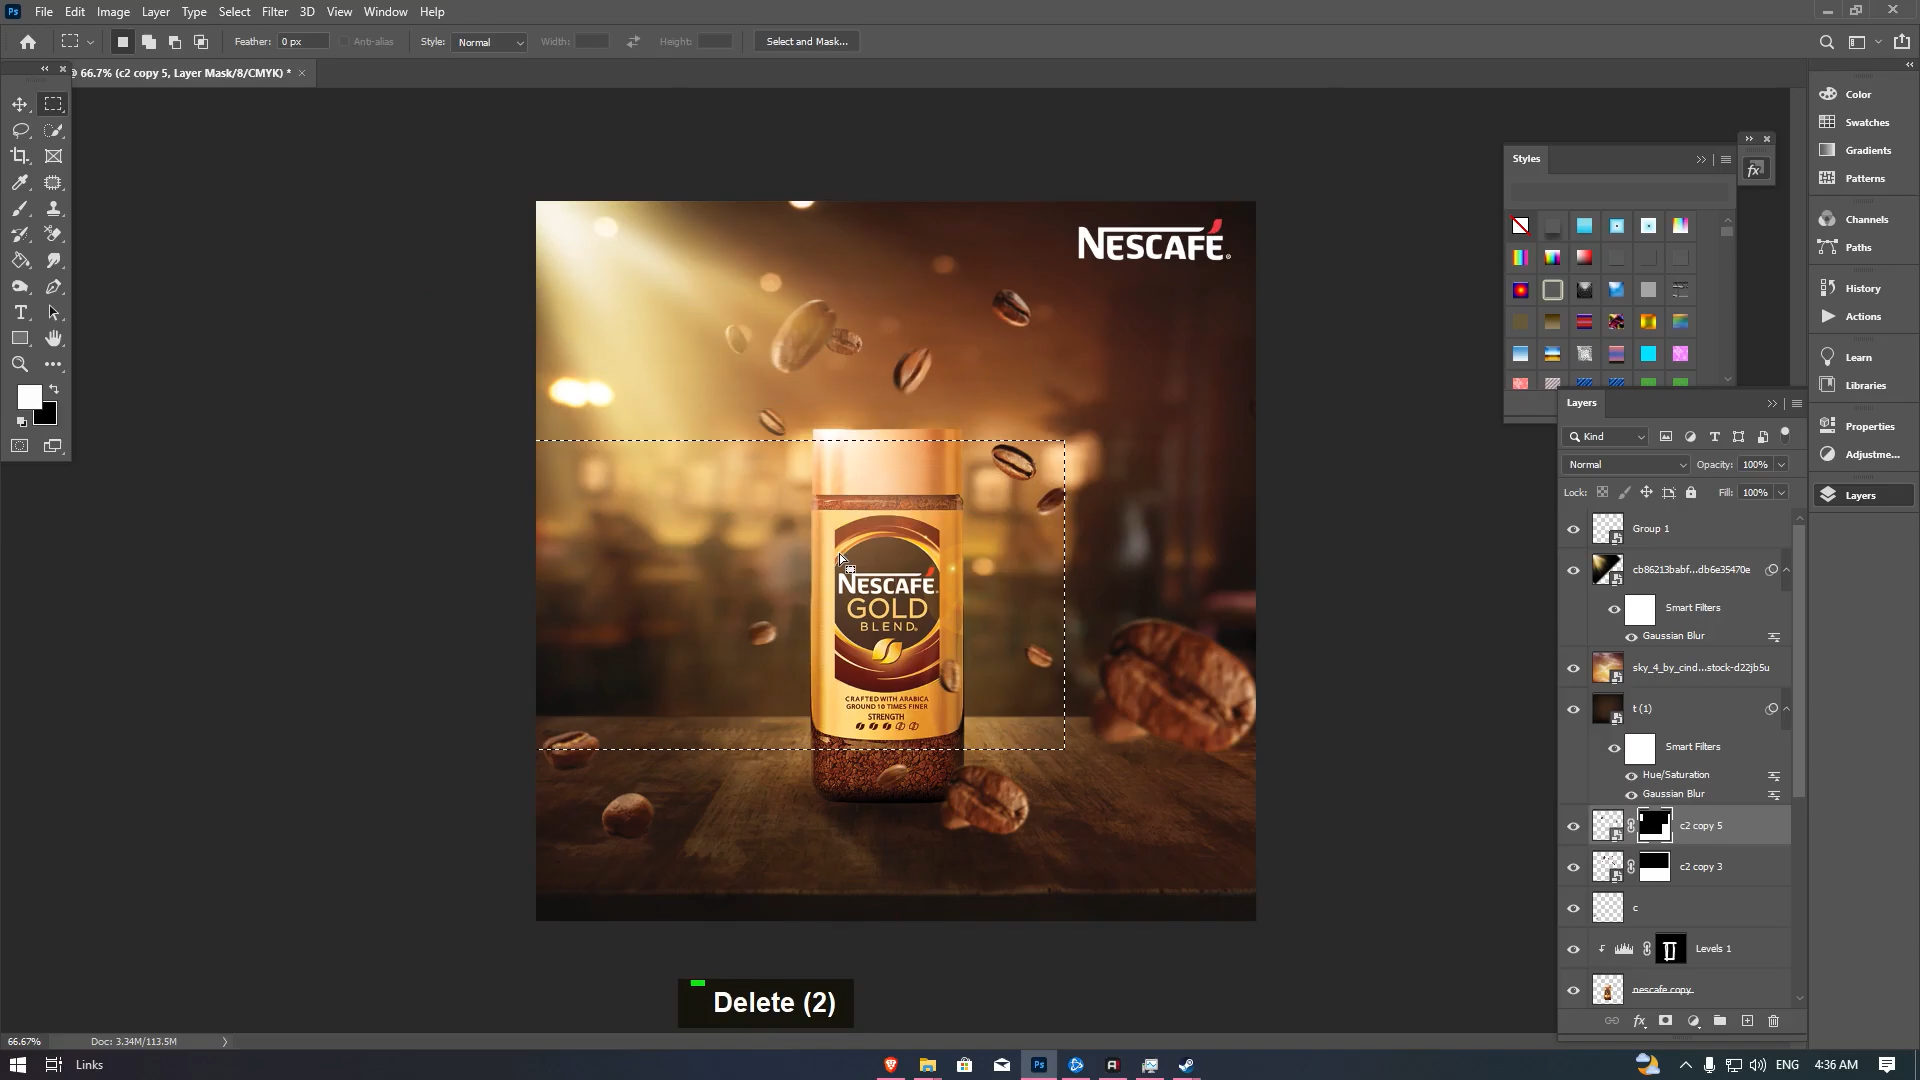 Ps File Edit Image Layer Type Select Filter 3D View Window Help
Feather: 0 px Anti-alias Style: Normal Width: Height: Select and Mask...
@ 66.7% (c2 copy 5, Layer Mask/8/CMYK) *
Color
Swatches
Gradients
Patterns
Channels
Paths
History
Actions
Learn
Libraries
Properties
Adjustme...
Layers
Styles
fx
NESCAFÉ.
NESCAFÉ.
GOLD
BLEND
CRAFTED WITH ARABICA
GROUND 10 TIMES FINER
STRENGTH
Layers
Kind
Normal Opacity: 100%
Lock: Fill: 100%
Group 1
cb86213babf...db6e35470e
Smart Filters
Gaussian Blur
sky_4_by_cind...stock-d22jb5u
t (1)
Smart Filters
Hue/Saturation
Gaussian Blur
c2 copy 5
c2 copy 3
c
Levels 1
nescafe copy
fx
Delete (2)
66.67% Doc: 3.34M/113.5M
Links
Ps
ENG 4:36 AM